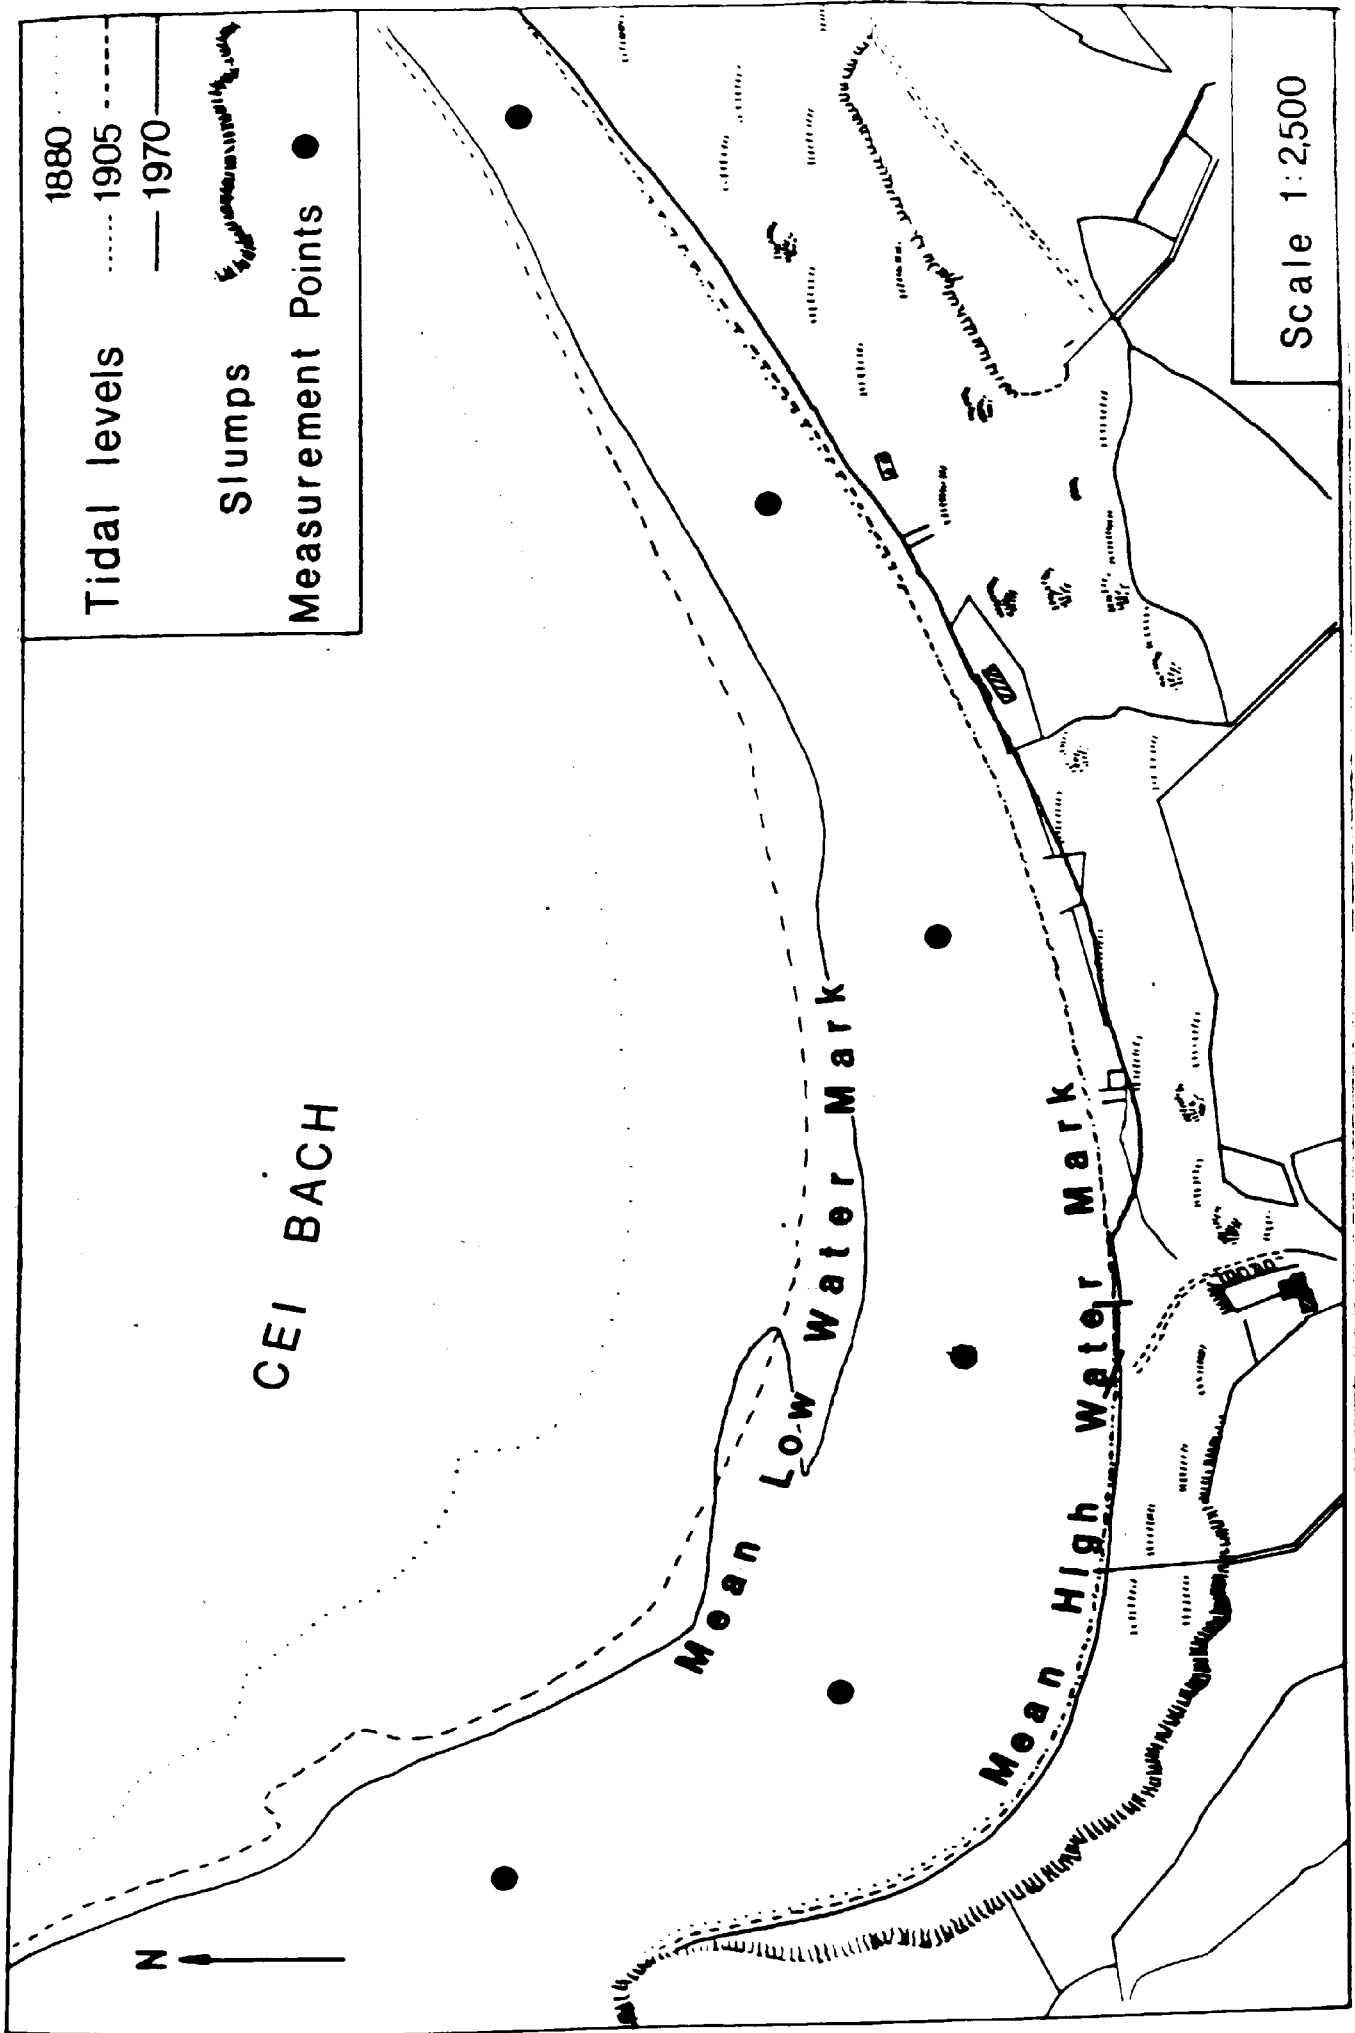 1880
1905
1970
Tidal levels
Slumps
Measurement Points
CEI BACH
Mean Low Water Mark
Mean High Water Mark
N
Scale 1:2,500